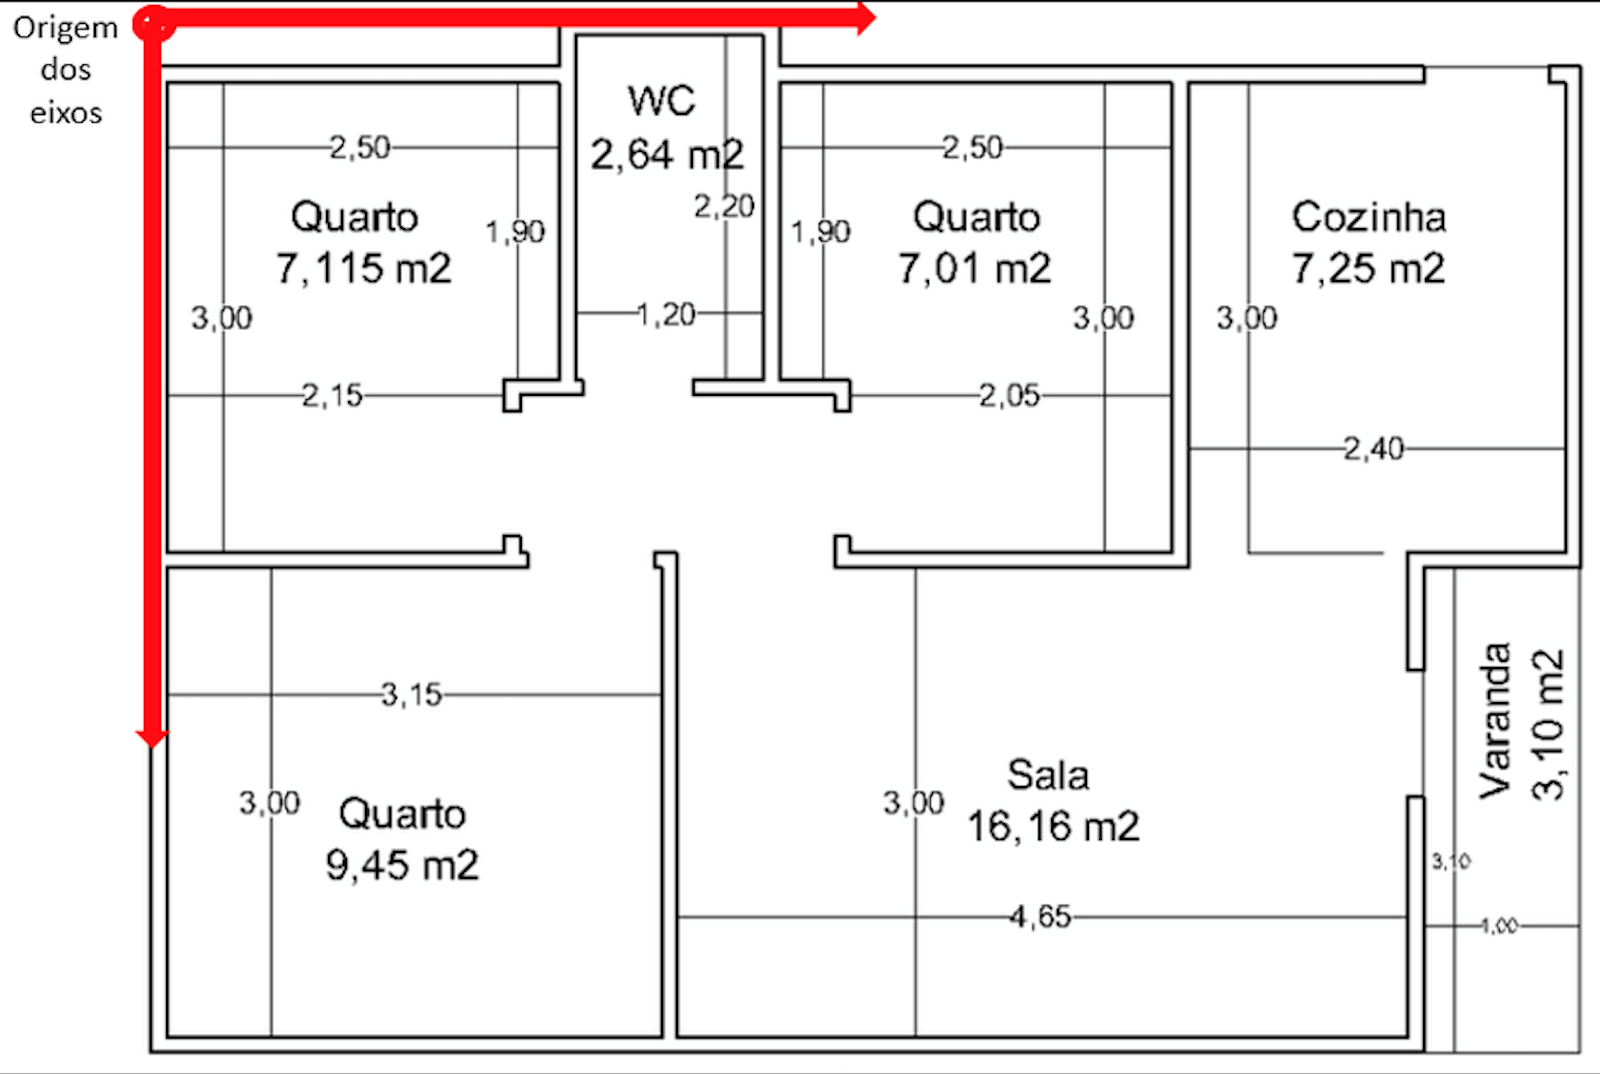 Origem
dos
eixos
WC
2,64 m2
2,20
1,20
2,50
Quarto
7,115 m2
1,90
3,00
2,15
2,50
1,90
Quarto
7,01 m2
3,00
2,05
Cozinha
7,25 m2
3,00
2,40
3,15
3,00
Quarto
9,45 m2
Sala
16,16 m2
3,00
4,65
Varanda
3,10 m2
3,10
1,00